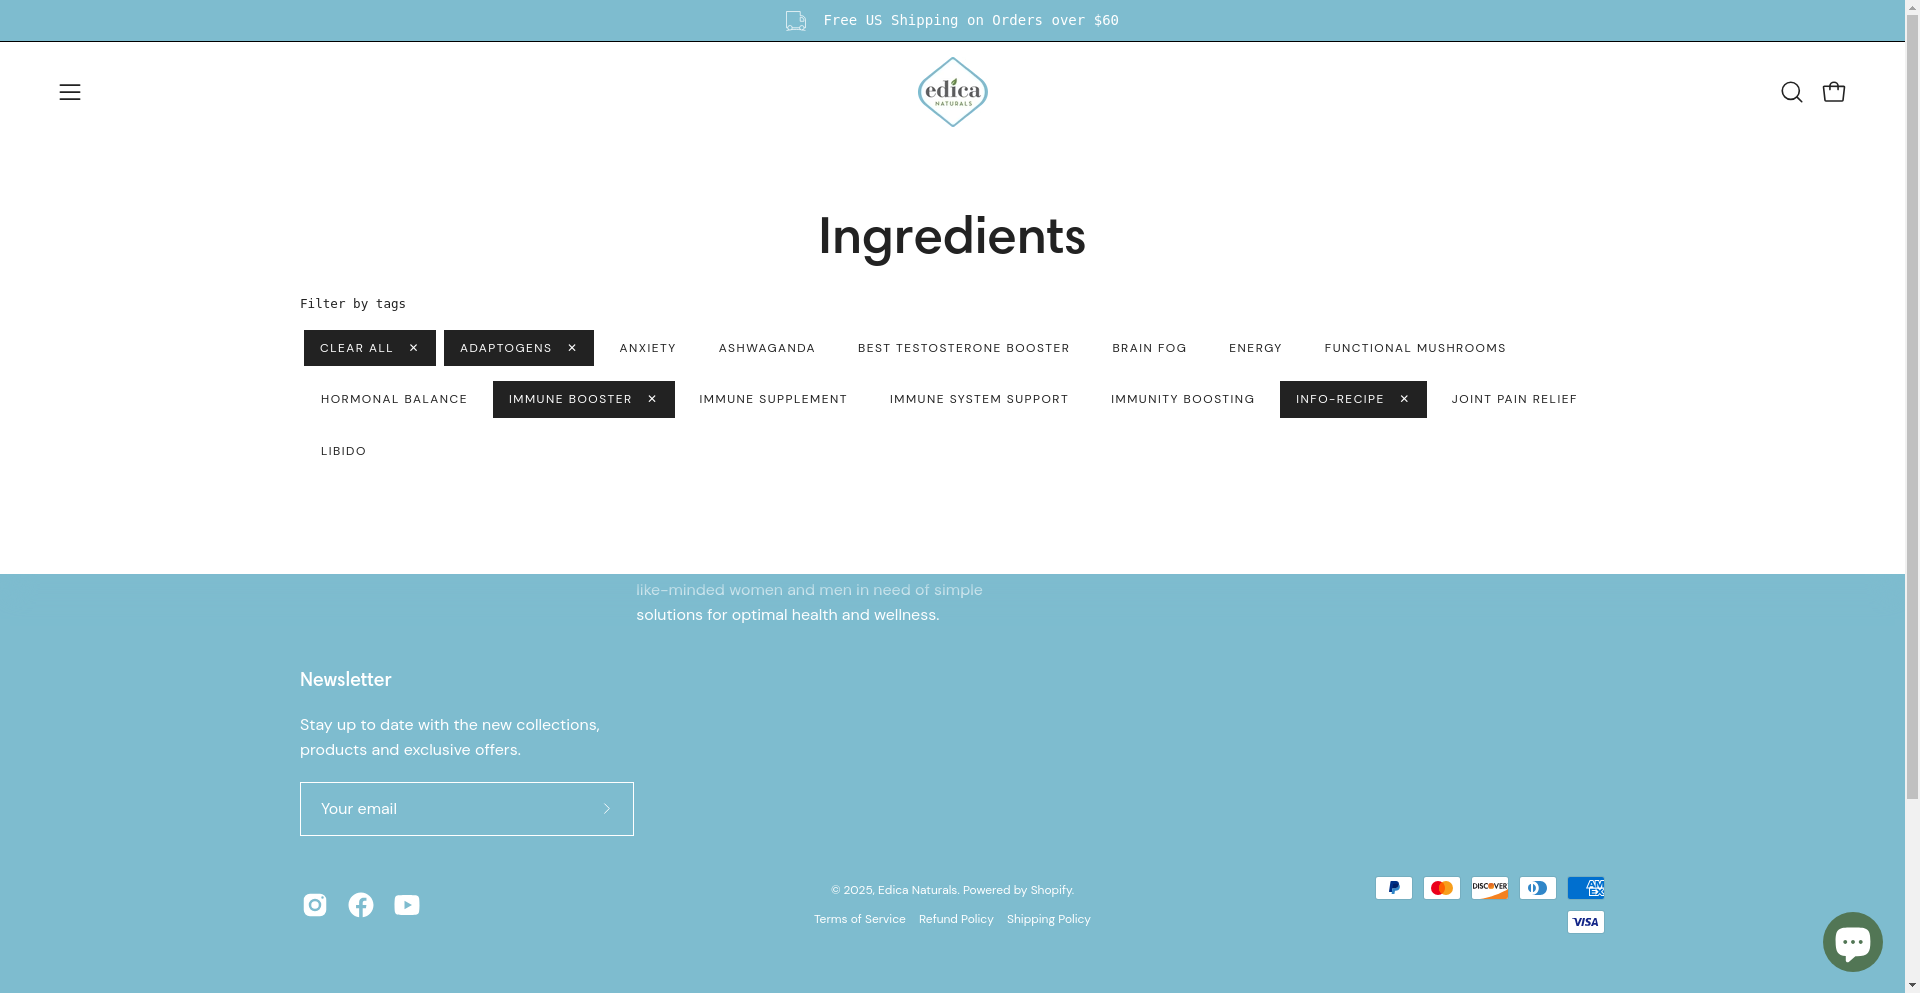 Free US Shipping on Orders over $60
edica
NATURALS
Ingredients
Filter by tags
CLEAR ALL ✕ ADAPTOGENS ✕ ANXIETY ASHWAGANDA BEST TESTOSTERONE BOOSTER BRAIN FOG ENERGY FUNCTIONAL MUSHROOMS
HORMONAL BALANCE IMMUNE BOOSTER ✕ IMMUNE SUPPLEMENT IMMUNE SYSTEM SUPPORT IMMUNITY BOOSTING INFO-RECIPE ✕ JOINT PAIN RELIEF
LIBIDO
like-minded women and men in need of simple
solutions for optimal health and wellness.
Newsletter
Stay up to date with the new collections,
products and exclusive offers.
Your email
© 2025, Edica Naturals. Powered by Shopify.
Terms of Service Refund Policy Shipping Policy
DISCOVER
AM
EX
VISA